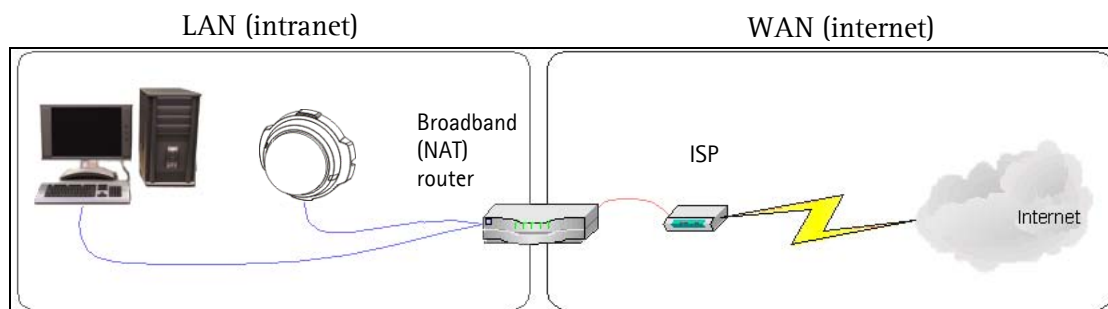 LAN (intranet)
WAN (internet)
Broadband
(NAT)
router
ISP
Internet